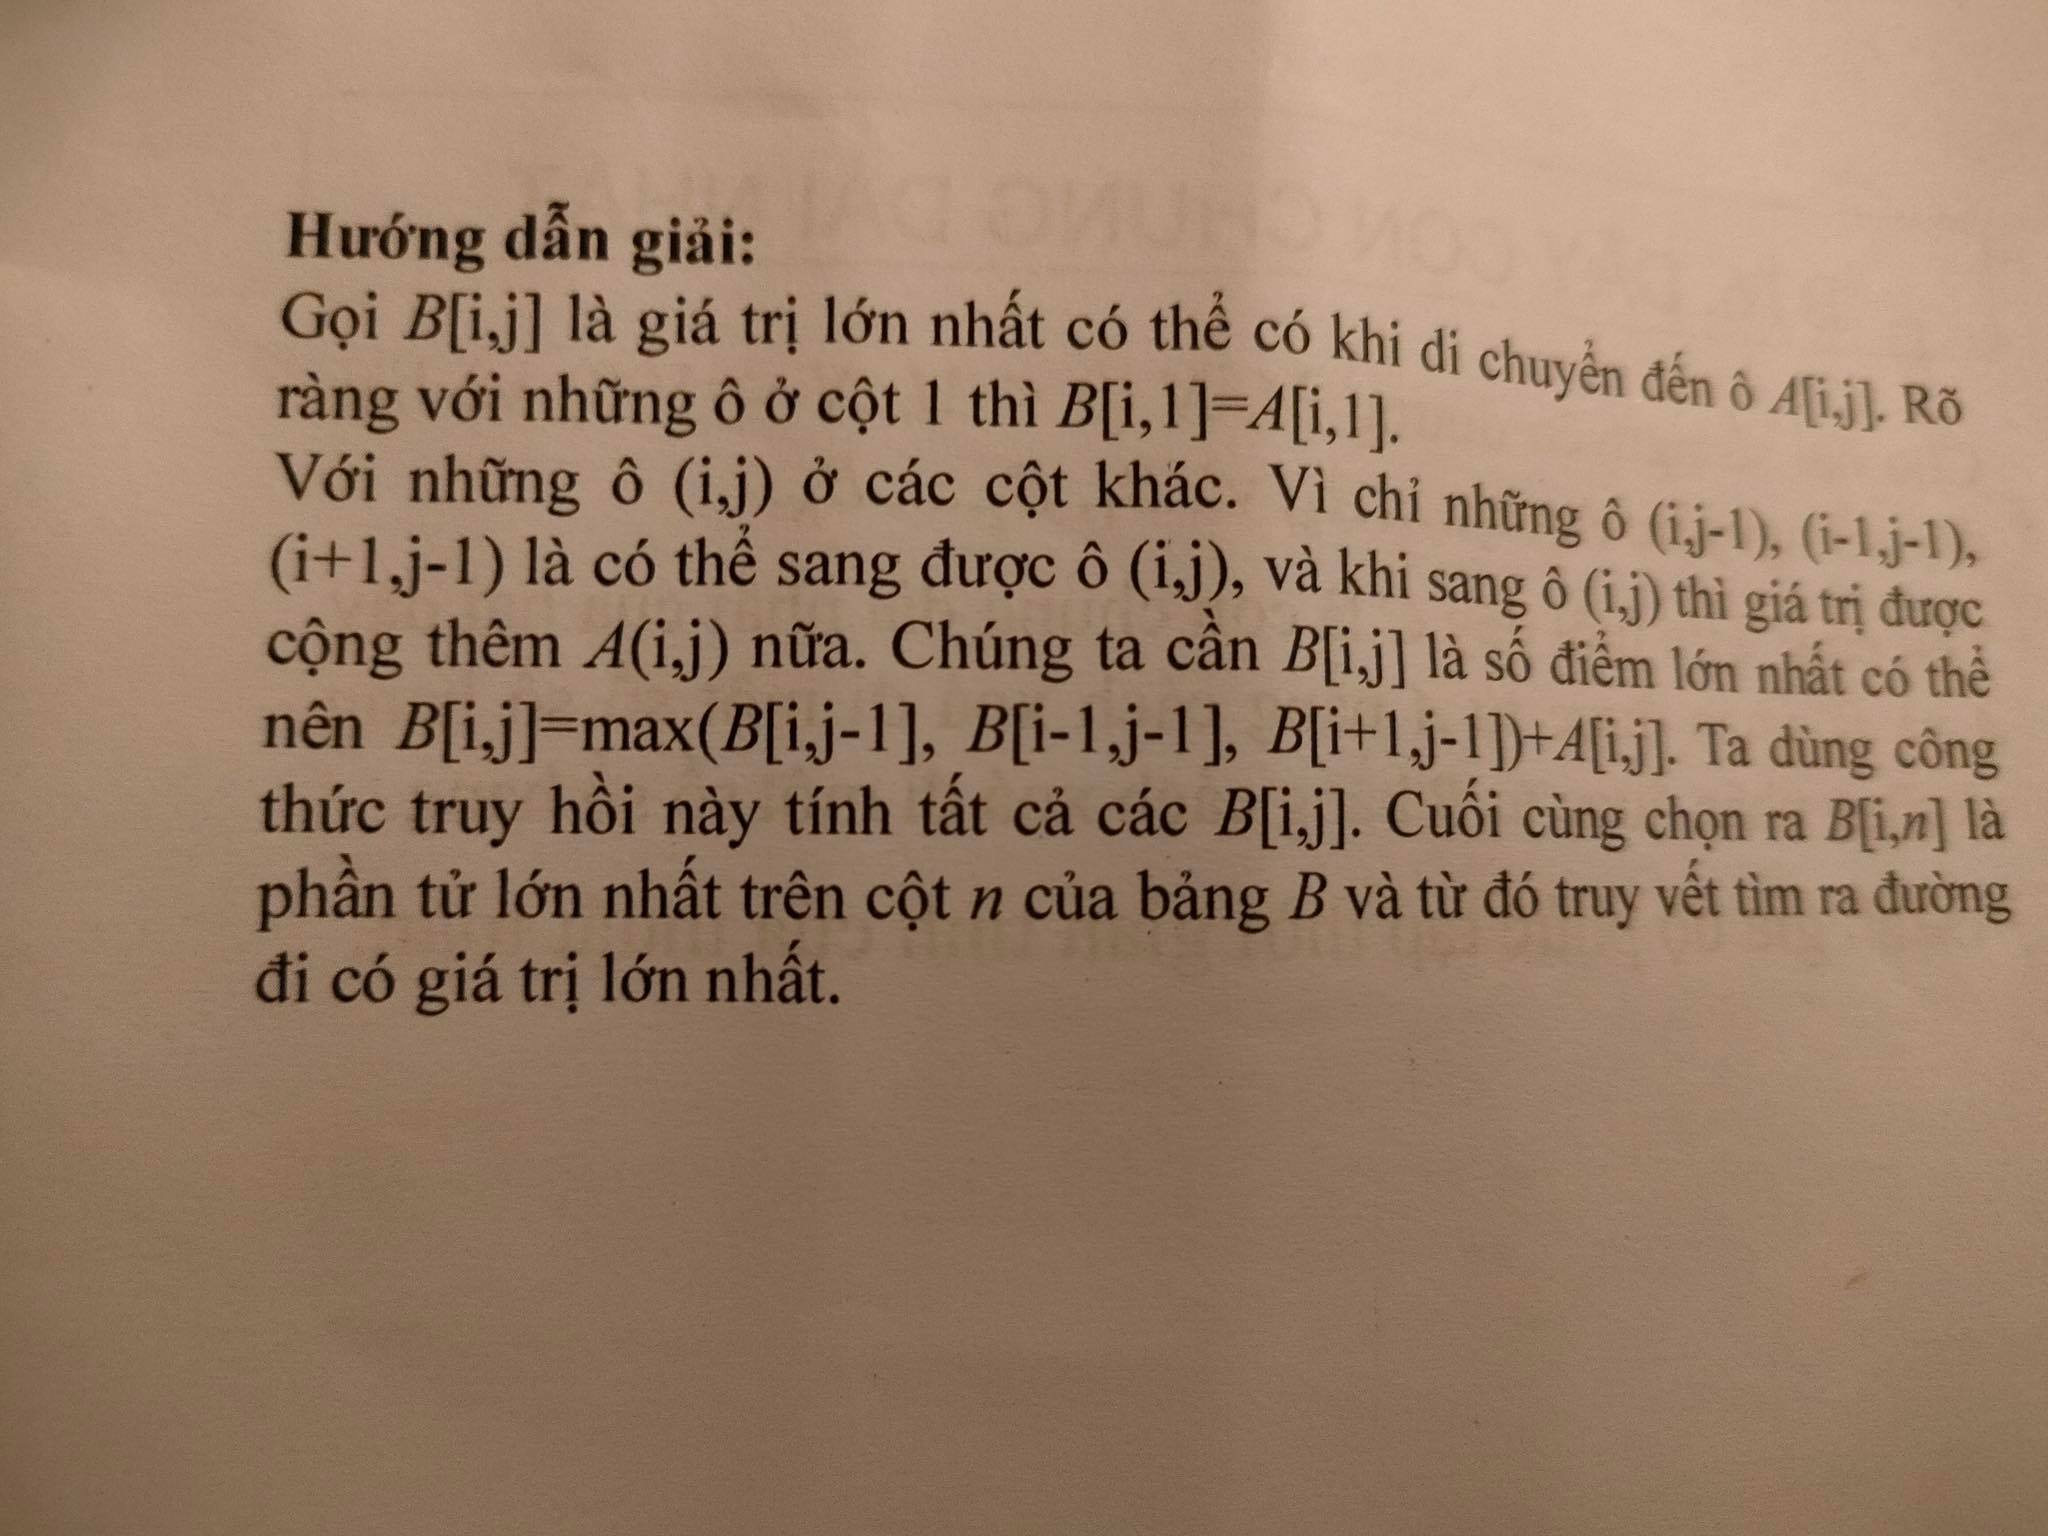 Hướng dẫn giải:
Gọi B[i,j] là giá trị lớn nhất có thể có khi di chuyển đến ô A[i,j]. Rõ
ràng với những ô ở cột 1 thì B[i,1]=A[i,1].
Với những ô (i,j) ở các cột khác. Vì chỉ những ô (i,j-1), (i-1,j-1),
(i+1,j-1) là có thể sang được ô (i,j), và khi sang ô (i,j) thì giá trị được
cộng thêm A(i,j) nữa. Chúng ta cần B[i,j] là số điểm lớn nhất có thể
nên B[i,j]=max(B[i,j-1], B[i-1,j-1], B[i+1,j-1])+A[i,j]. Ta dùng công
thức truy hồi này tính tất cả các B[i,j]. Cuối cùng chọn ra B[i,n] là
phần tử lớn nhất trên cột n của bảng B và từ đó truy vết tìm ra đường
đi có giá trị lớn nhất.